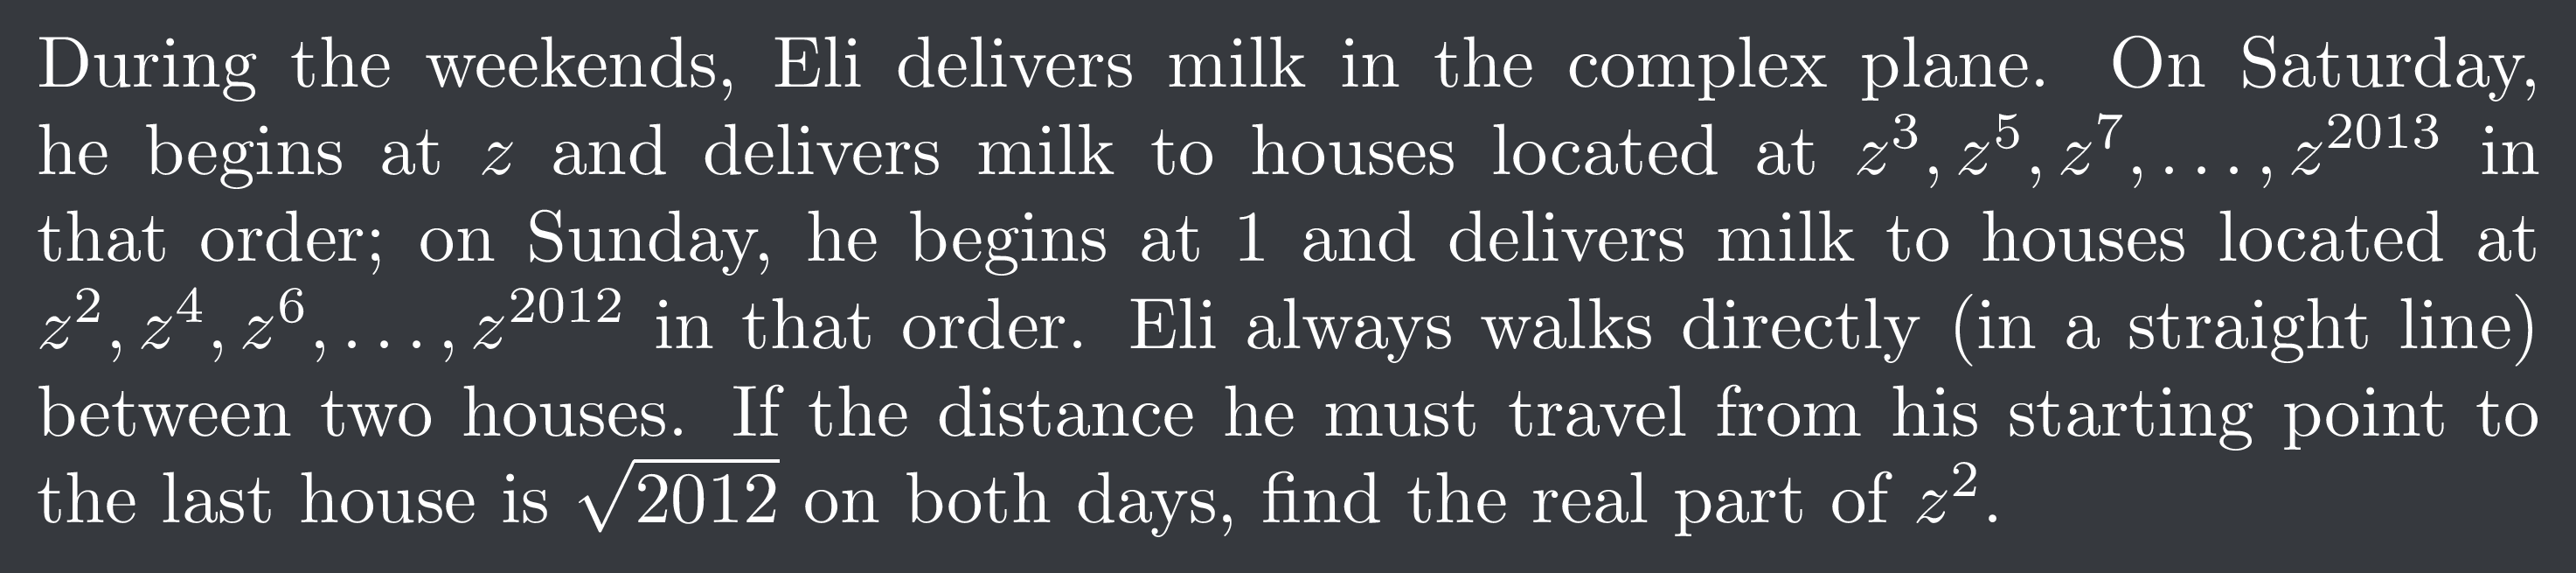 During the weekends, Eli delivers milk in the complex plane. On Saturday,
he begins at $z$ and delivers milk to houses located at $z^3, z^5, z^7, \ldots, z^{2013}$ in
that order; on Sunday, he begins at 1 and delivers milk to houses located at
$z^2, z^4, z^6, \ldots, z^{2012}$ in that order. Eli always walks directly (in a straight line)
between two houses. If the distance he must travel from his starting point to
the last house is $\sqrt{2012}$ on both days, find the real part of $z^2$.